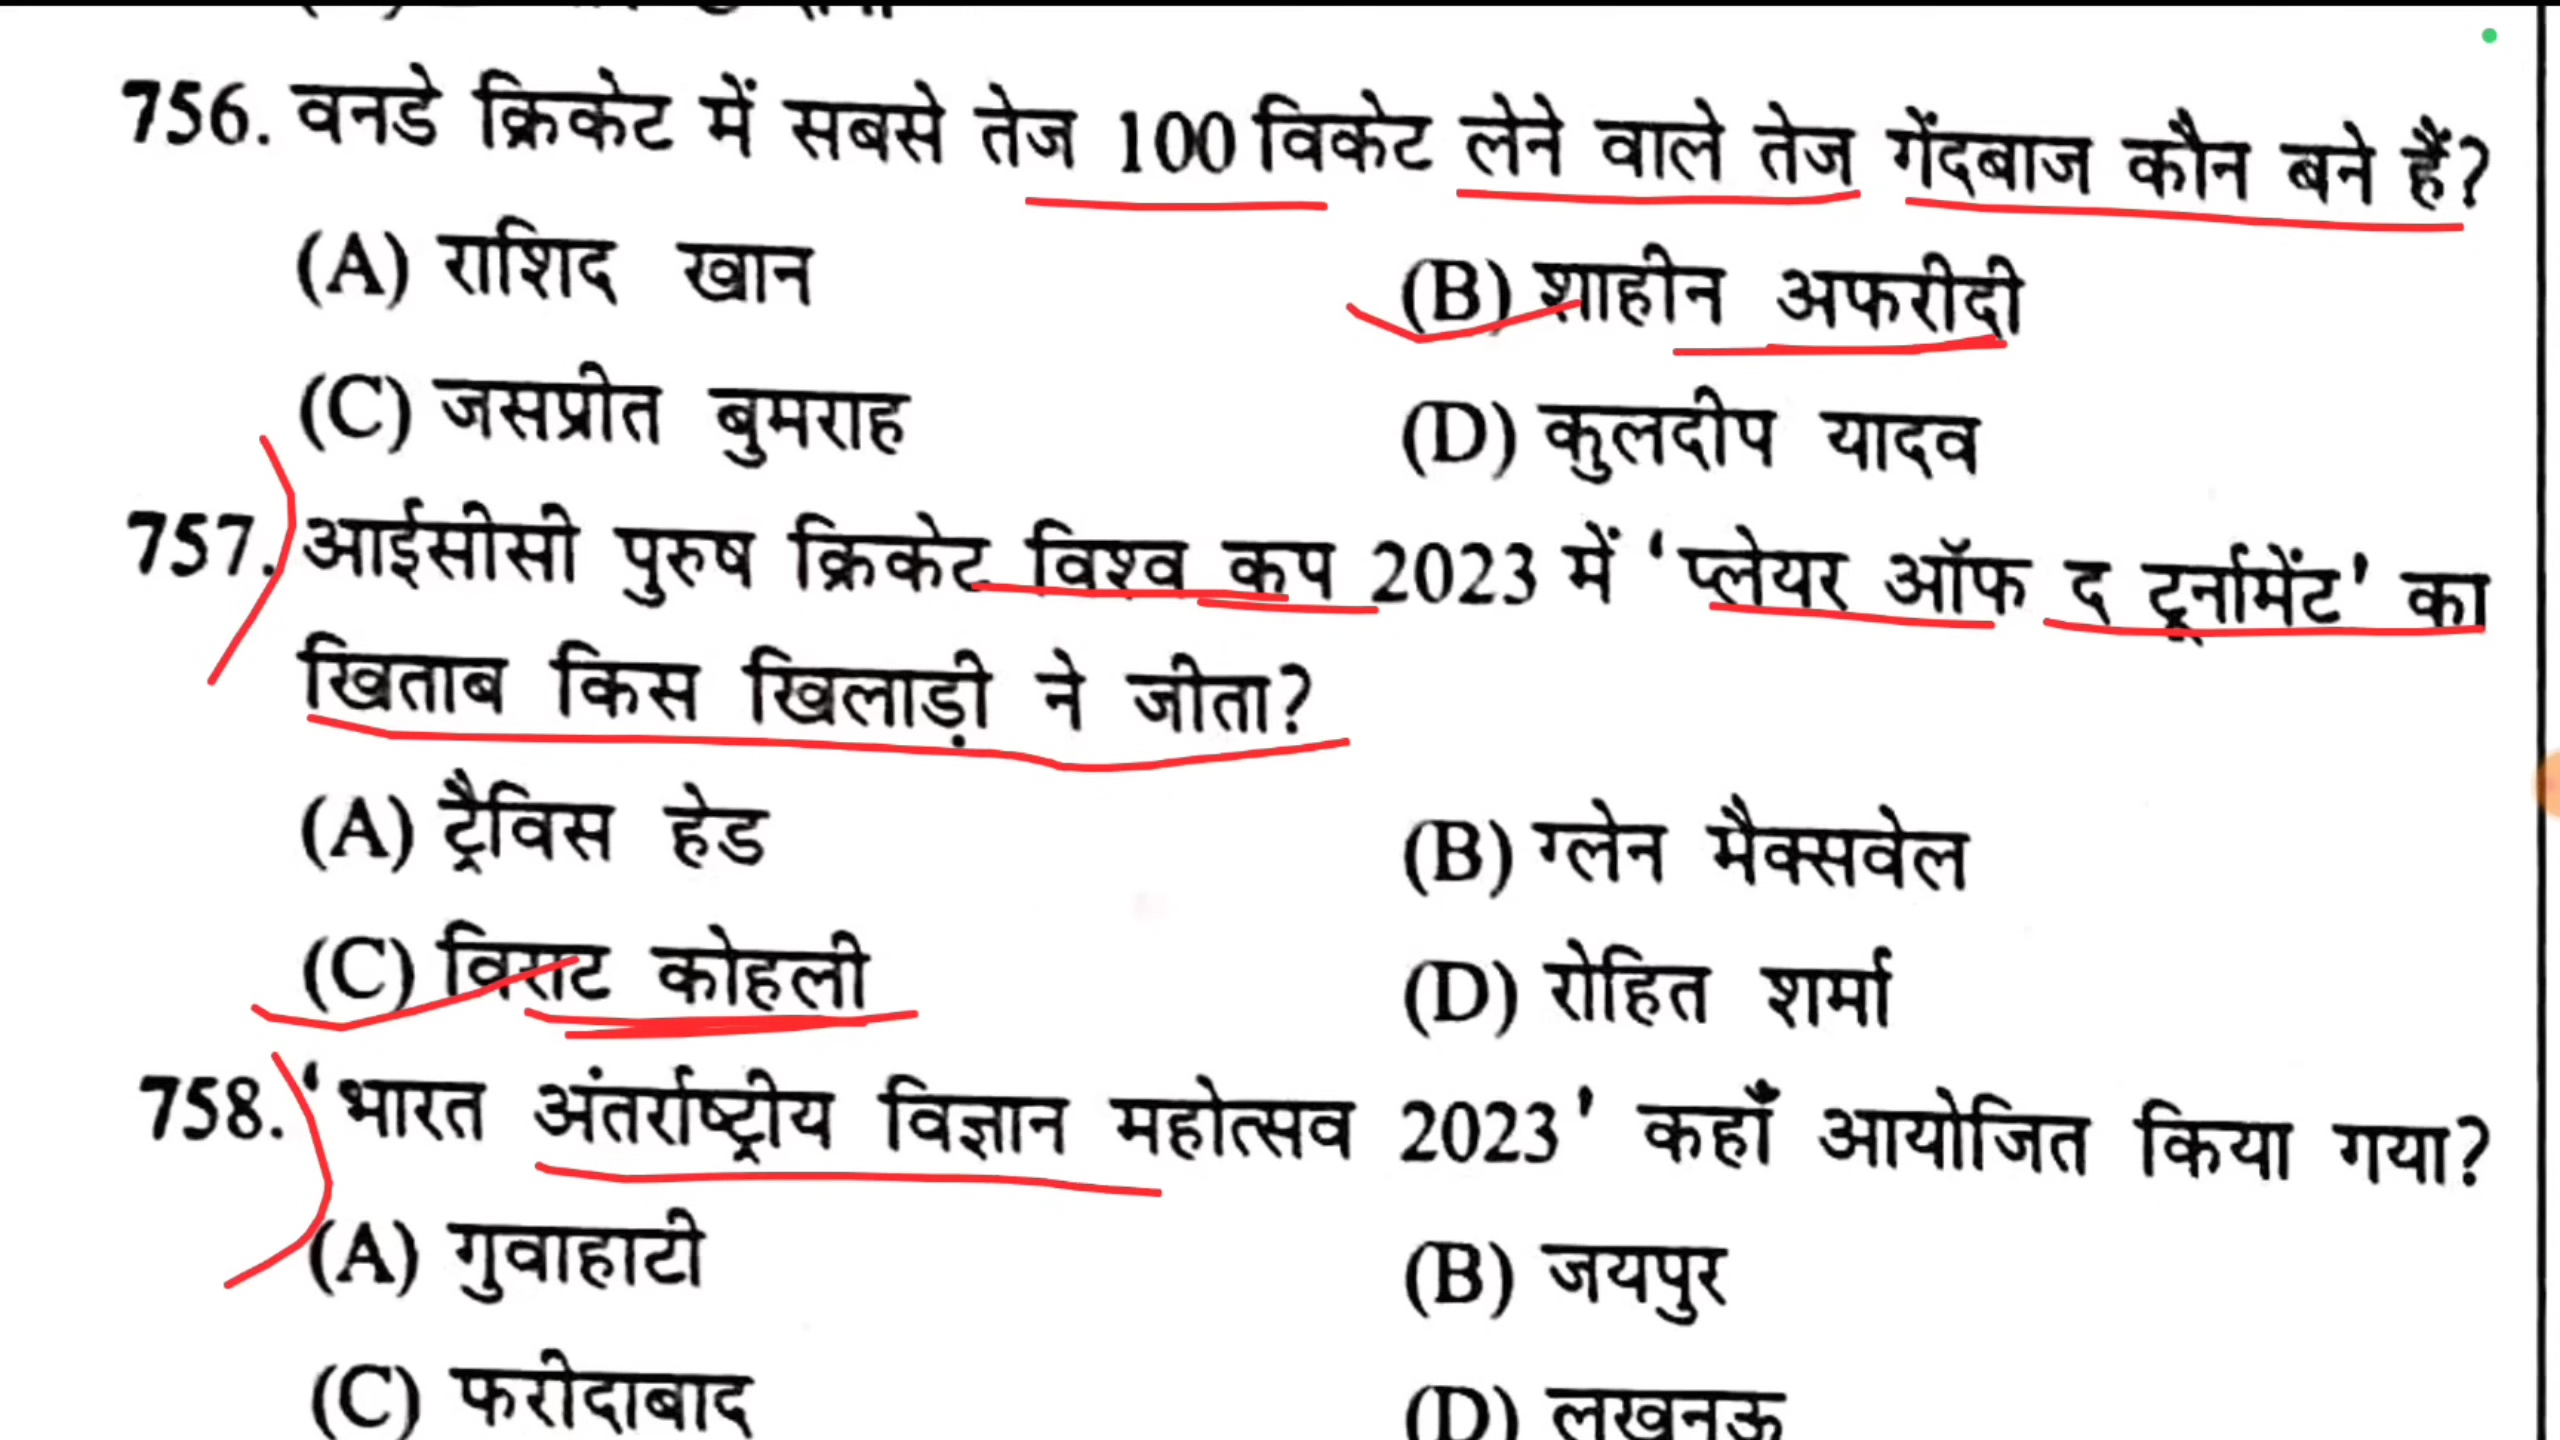 756. वनडे क्रिकेट में सबसे तेज 100 विकेट लेने वाले तेज गेंदबाज कौन बने हैं?
(A) राशिद खान (B) शाहीन अफरीदी
(C) जसप्रीत बुमराह (D) कुलदीप यादव
757. आईसीसी पुरुष क्रिकेट विश्व कप 2023 में ‘प्लेयर ऑफ द टूर्नामेंट’ का
खिताब किस खिलाड़ी ने जीता?
(A) ट्रैविस हेड (B) ग्लेन मैक्सवेल
(C) विराट कोहली (D) रोहित शर्मा
758. ‘भारत अंतर्राष्ट्रीय विज्ञान महोत्सव 2023’ कहाँ आयोजित किया गया?
(A) गुवाहाटी (B) जयपुर
(C) फरीदाबाद (D) लखनऊ